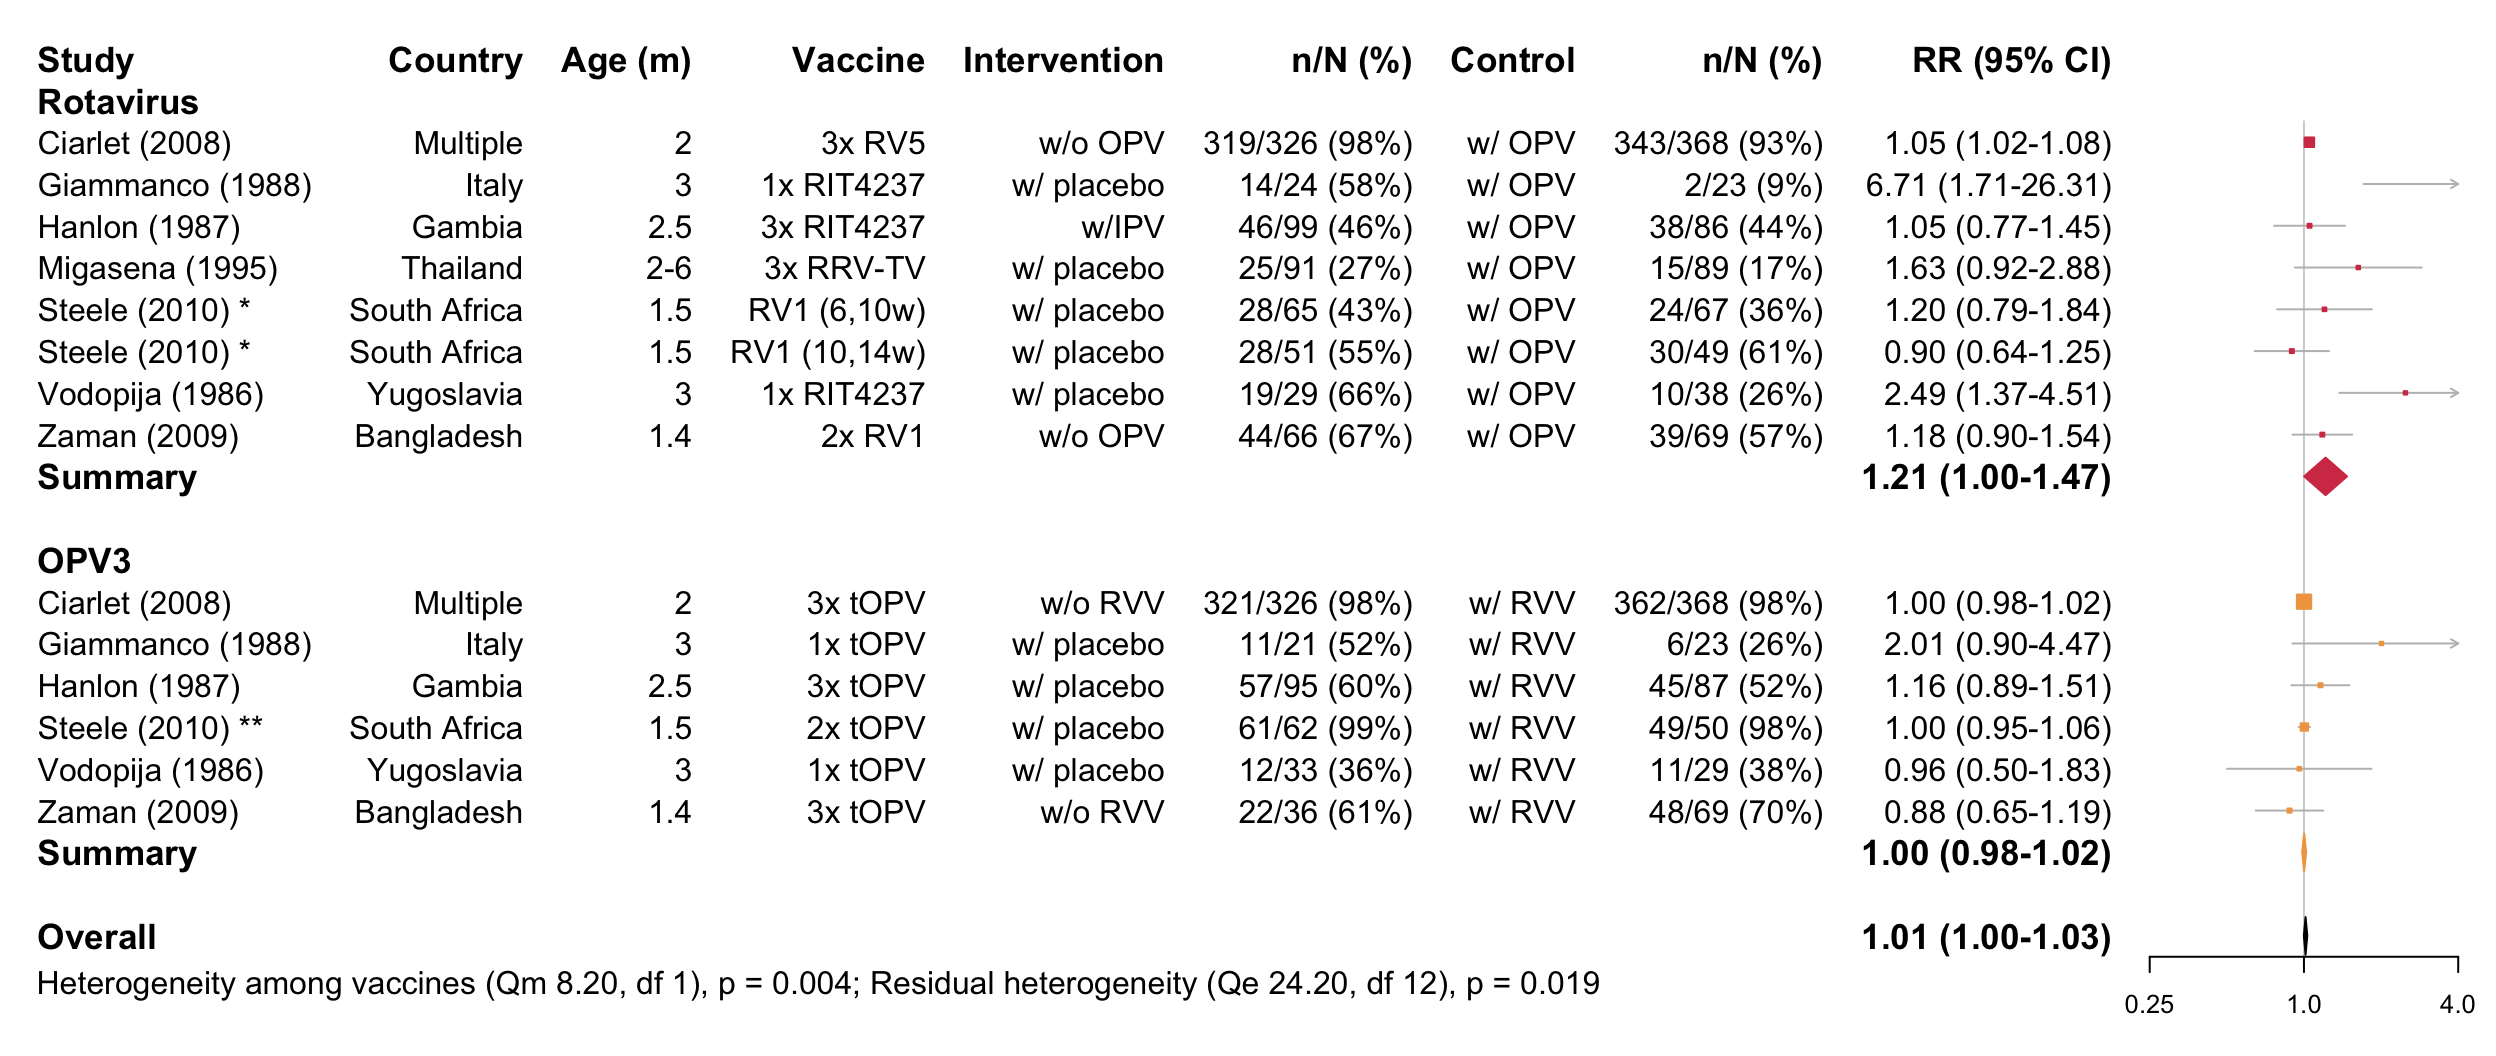 Study Country Age (m) Vaccine Intervention n/N (%) Control n/N (%) RR (95% CI)
Rotavirus
Ciarlet (2008) Multiple 2 3x RV5 w/o OPV 319/326 (98%) w/ OPV 343/368 (93%) 1.05 (1.02-1.08)
Giammanco (1988) Italy 3 1x RIT4237 w/ placebo 14/24 (58%) w/ OPV 2/23 (9%) 6.71 (1.71-26.31)
Hanlon (1987) Gambia 2.5 3x RIT4237 w/IPV 46/99 (46%) w/ OPV 38/86 (44%) 1.05 (0.77-1.45)
Migasena (1995) Thailand 2-6 3x RRV-TV w/ placebo 25/91 (27%) w/ OPV 15/89 (17%) 1.63 (0.92-2.88)
Steele (2010) * South Africa 1.5 RV1 (6,10w) w/ placebo 28/65 (43%) w/ OPV 24/67 (36%) 1.20 (0.79-1.84)
Steele (2010) * South Africa 1.5 RV1 (10,14w) w/ placebo 28/51 (55%) w/ OPV 30/49 (61%) 0.90 (0.64-1.25)
Vodopija (1986) Yugoslavia 3 1x RIT4237 w/ placebo 19/29 (66%) w/ OPV 10/38 (26%) 2.49 (1.37-4.51)
Zaman (2009) Bangladesh 1.4 2x RV1 w/o OPV 44/66 (67%) w/ OPV 39/69 (57%) 1.18 (0.90-1.54)
Summary 1.21 (1.00-1.47)
OPV3
Ciarlet (2008) Multiple 2 3x tOPV w/o RVV 321/326 (98%) w/ RVV 362/368 (98%) 1.00 (0.98-1.02)
Giammanco (1988) Italy 3 1x tOPV w/ placebo 11/21 (52%) w/ RVV 6/23 (26%) 2.01 (0.90-4.47)
Hanlon (1987) Gambia 2.5 3x tOPV w/ placebo 57/95 (60%) w/ RVV 45/87 (52%) 1.16 (0.89-1.51)
Steele (2010) ** South Africa 1.5 2x tOPV w/ placebo 61/62 (99%) w/ RVV 49/50 (98%) 1.00 (0.95-1.06)
Vodopija (1986) Yugoslavia 3 1x tOPV w/ placebo 12/33 (36%) w/ RVV 11/29 (38%) 0.96 (0.50-1.83)
Zaman (2009) Bangladesh 1.4 3x tOPV w/o RVV 22/36 (61%) w/ RVV 48/69 (70%) 0.88 (0.65-1.19)
Summary 1.00 (0.98-1.02)
Overall 1.01 (1.00-1.03)
Heterogeneity among vaccines (Qm 8.20, df 1), p = 0.004; Residual heterogeneity (Qe 24.20, df 12), p = 0.019
0.25 1.0 4.0